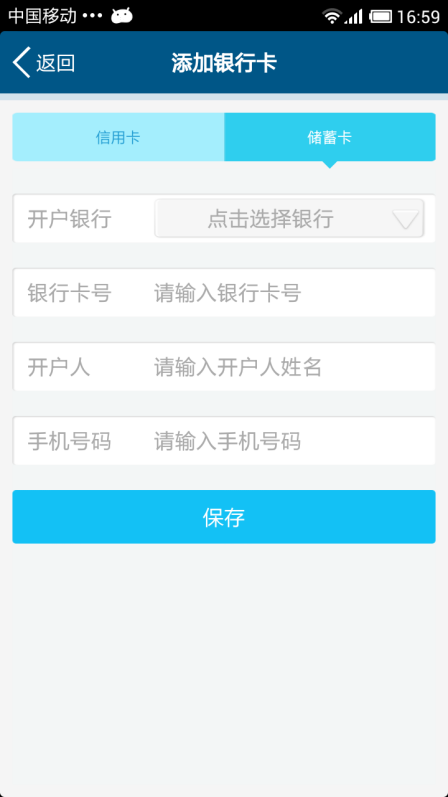 中国移动 ••• 16:59
返回 添加银行卡
信用卡 储蓄卡
开户银行 点击选择银行
银行卡号 请输入银行卡号
开户人 请输入开户人姓名
手机号码 请输入手机号码
保存